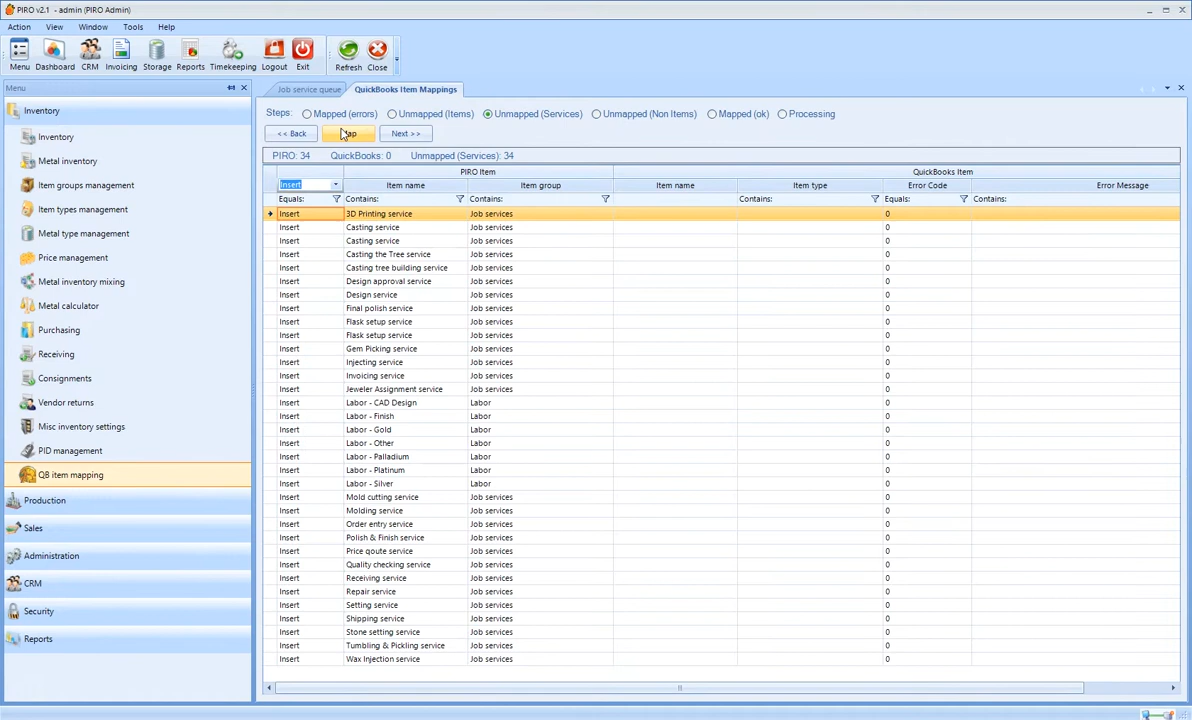 PIRO v2.1 - admin (PIRO Admin)
Action View Window Tools Help
Menu Dashboard CRM Invoicing Storage Reports Timekeeping Logout Exit Refresh Close
Menu
Job service queue QuickBooks Item Mappings
Inventory
Inventory
Metal inventory
Item groups management
Item types management
Metal type management
Price management
Metal inventory mixing
Metal calculator
Purchasing
Receiving
Consignments
Vendor returns
Misc inventory settings
PID management
QB item mapping
Production
Sales
Administration
CRM
Security
Reports
Steps: Mapped (errors) Unmapped (Items) Unmapped (Services) Unmapped (Non Items) Mapped (ok) Processing
<< Back Next >>
PIRO: 34 QuickBooks: 0 Unmapped (Services): 34
PIRO Item QuickBooks Item
Insert Item name Item group Item name Item type Error Code Error Message
Equals: Contains: Contains: Contains: Equals: Contains:
Insert 3D Printing service Job services 0
Insert Casting service Job services 0
Insert Casting service Job services 0
Insert Casting the Tree service Job services 0
Insert Casting tree building service Job services 0
Insert Design approval service Job services 0
Insert Design service Job services 0
Insert Final polish service Job services 0
Insert Flask setup service Job services 0
Insert Flask setup service Job services 0
Insert Gem Picking service Job services 0
Insert Injecting service Job services 0
Insert Invoicing service Job services 0
Insert Jeweler Assignment service Job services 0
Insert Labor - CAD Design Labor 0
Insert Labor - Finish Labor 0
Insert Labor - Gold Labor 0
Insert Labor - Other Labor 0
Insert Labor - Palladium Labor 0
Insert Labor - Platinum Labor 0
Insert Labor - Silver Labor 0
Insert Mold cutting service Job services 0
Insert Molding service Job services 0
Insert Order entry service Job services 0
Insert Polish & Finish service Job services 0
Insert Price qoute service Job services 0
Insert Quality checking service Job services 0
Insert Receiving service Job services 0
Insert Repair service Job services 0
Insert Setting service Job services 0
Insert Shipping service Job services 0
Insert Stone setting service Job services 0
Insert Tumbling & Pickling service Job services 0
Insert Wax Injection service Job services 0